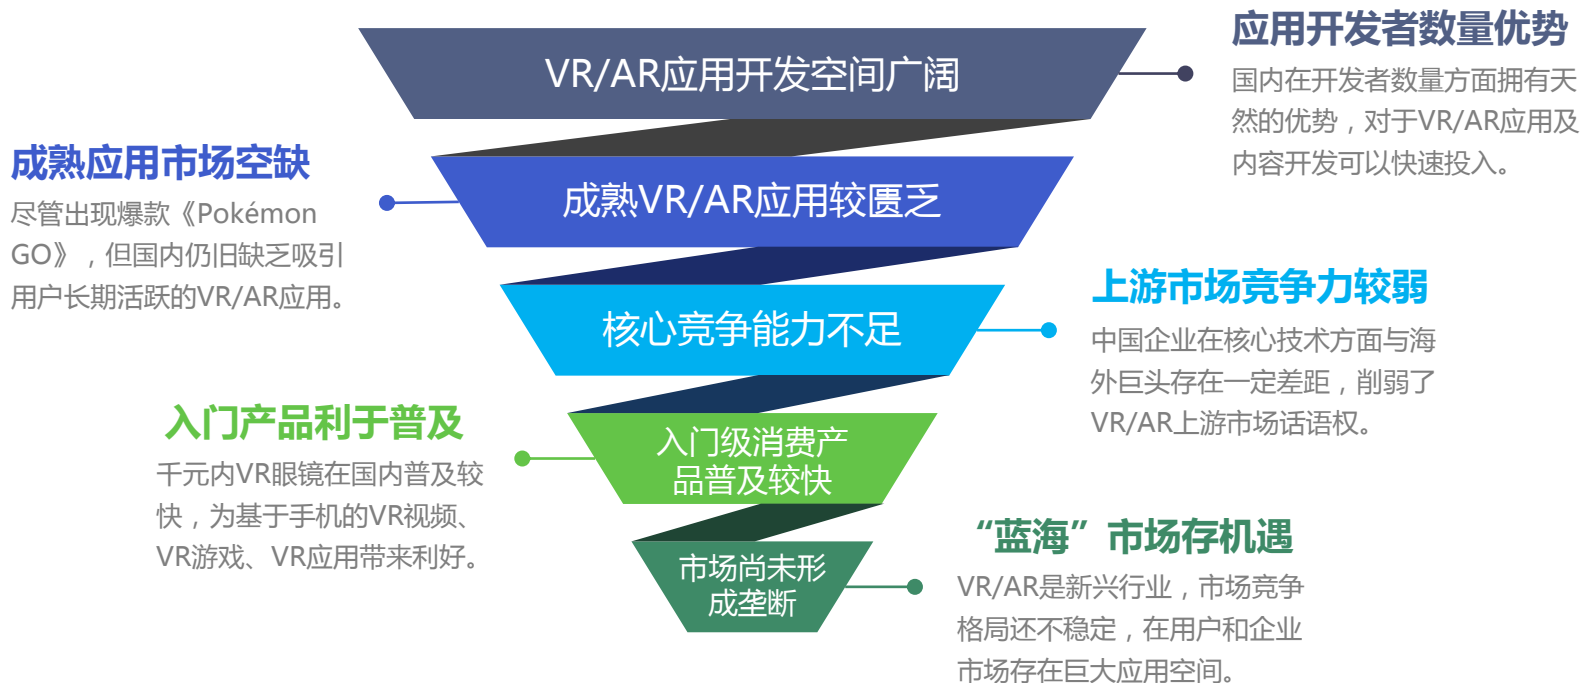 VR/AR应用开发空间广阔
应用开发者数量优势
国内在开发者数量方面拥有天
然的优势，对于VR/AR应用及
内容开发可以快速投入。
成熟应用市场空缺
尽管出现爆款《Pokémon
GO》，但国内仍旧缺乏吸引
用户长期活跃的VR/AR应用。
成熟VR/AR应用较匮乏
核心竞争能力不足
上游市场竞争力较弱
中国企业在核心技术方面与海
外巨头存在一定差距，削弱了
VR/AR上游市场话语权。
入门产品利于普及
千元内VR眼镜在国内普及较
快，为基于手机的VR视频、
VR游戏、VR应用带来利好。
入门级消费产
品普及较快
市场尚未形
成垄断
“蓝海”市场存机遇
VR/AR是新兴行业，市场竞争
格局还不稳定，在用户和企业
市场存在巨大应用空间。